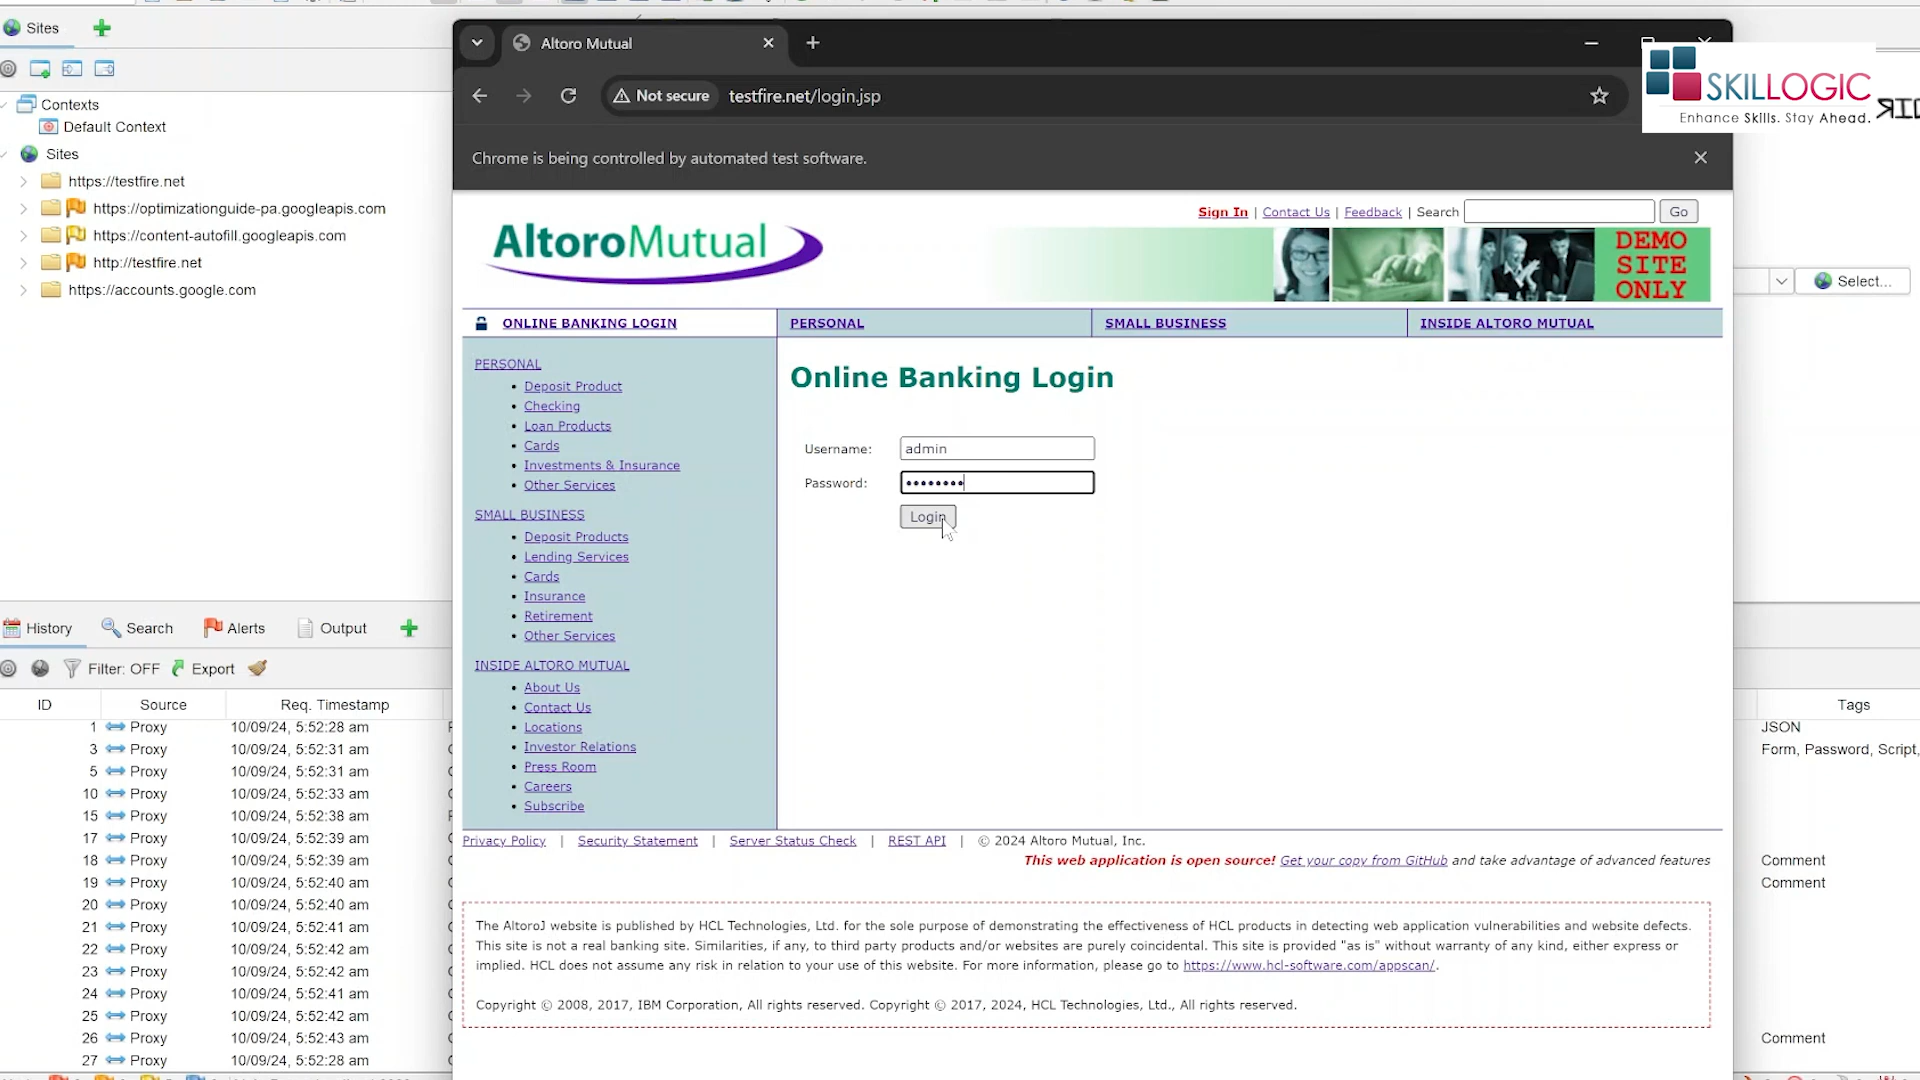 Sites
Altoro Mutual
Not secure
testfire.net/login.jsp
SKILLOGIC
Enhance Skills. Stay Ahead.
Contexts
Default Context
Chrome is being controlled by automated test software.
Sites
https://testfire.net
https://optimizationguide-pa.googleapis.com
https://content-autofill.googleapis.com
http://testfire.net
https://accounts.google.com
Select...
Sign In | Contact Us | Feedback | Search Go
AltoroMutual
DEMO
SITE
ONLY
ONLINE BANKING LOGIN
PERSONAL
SMALL BUSINESS
INSIDE ALTORO MUTUAL
PERSONAL
• Deposit Product
• Checking
• Loan Products
• Cards
• Investments & Insurance
• Other Services
SMALL BUSINESS
• Deposit Products
• Lending Services
• Cards
• Insurance
• Retirement
• Other Services
INSIDE ALTORO MUTUAL
• About Us
• Contact Us
• Locations
• Investor Relations
• Press Room
• Careers
• Subscribe
Online Banking Login
Username: admin
Password: ••••••••
Login
Privacy Policy | Security Statement | Server Status Check | REST API | © 2024 Altoro Mutual, Inc.
This web application is open source! Get your copy from GitHub and take advantage of advanced features
The AltoroJ website is published by HCL Technologies, Ltd. for the sole purpose of demonstrating the effectiveness of HCL products in detecting web application vulnerabilities and website defects.
This site is not a real banking site. Similarities, if any, to third party products and/or websites are purely coincidental. This site is provided "as is" without warranty of any kind, either express or
implied. HCL does not assume any risk in relation to your use of this website. For more information, please go to https://www.hcl-software.com/appscan/.
Copyright © 2008, 2017, IBM Corporation, All rights reserved. Copyright © 2017, 2024, HCL Technologies, Ltd., All rights reserved.
History Search Alerts Output
Filter: OFF Export
ID Source Req. Timestamp Tags
1 Proxy 10/09/24, 5:52:28 am JSON
3 Proxy 10/09/24, 5:52:31 am Form, Password, Script,
5 Proxy 10/09/24, 5:52:31 am
10 Proxy 10/09/24, 5:52:33 am
15 Proxy 10/09/24, 5:52:38 am
17 Proxy 10/09/24, 5:52:39 am
18 Proxy 10/09/24, 5:52:39 am Comment
19 Proxy 10/09/24, 5:52:40 am Comment
20 Proxy 10/09/24, 5:52:40 am
21 Proxy 10/09/24, 5:52:41 am
22 Proxy 10/09/24, 5:52:42 am
23 Proxy 10/09/24, 5:52:42 am
24 Proxy 10/09/24, 5:52:41 am
25 Proxy 10/09/24, 5:52:42 am
26 Proxy 10/09/24, 5:52:43 am Comment
27 Proxy 10/09/24, 5:52:28 am